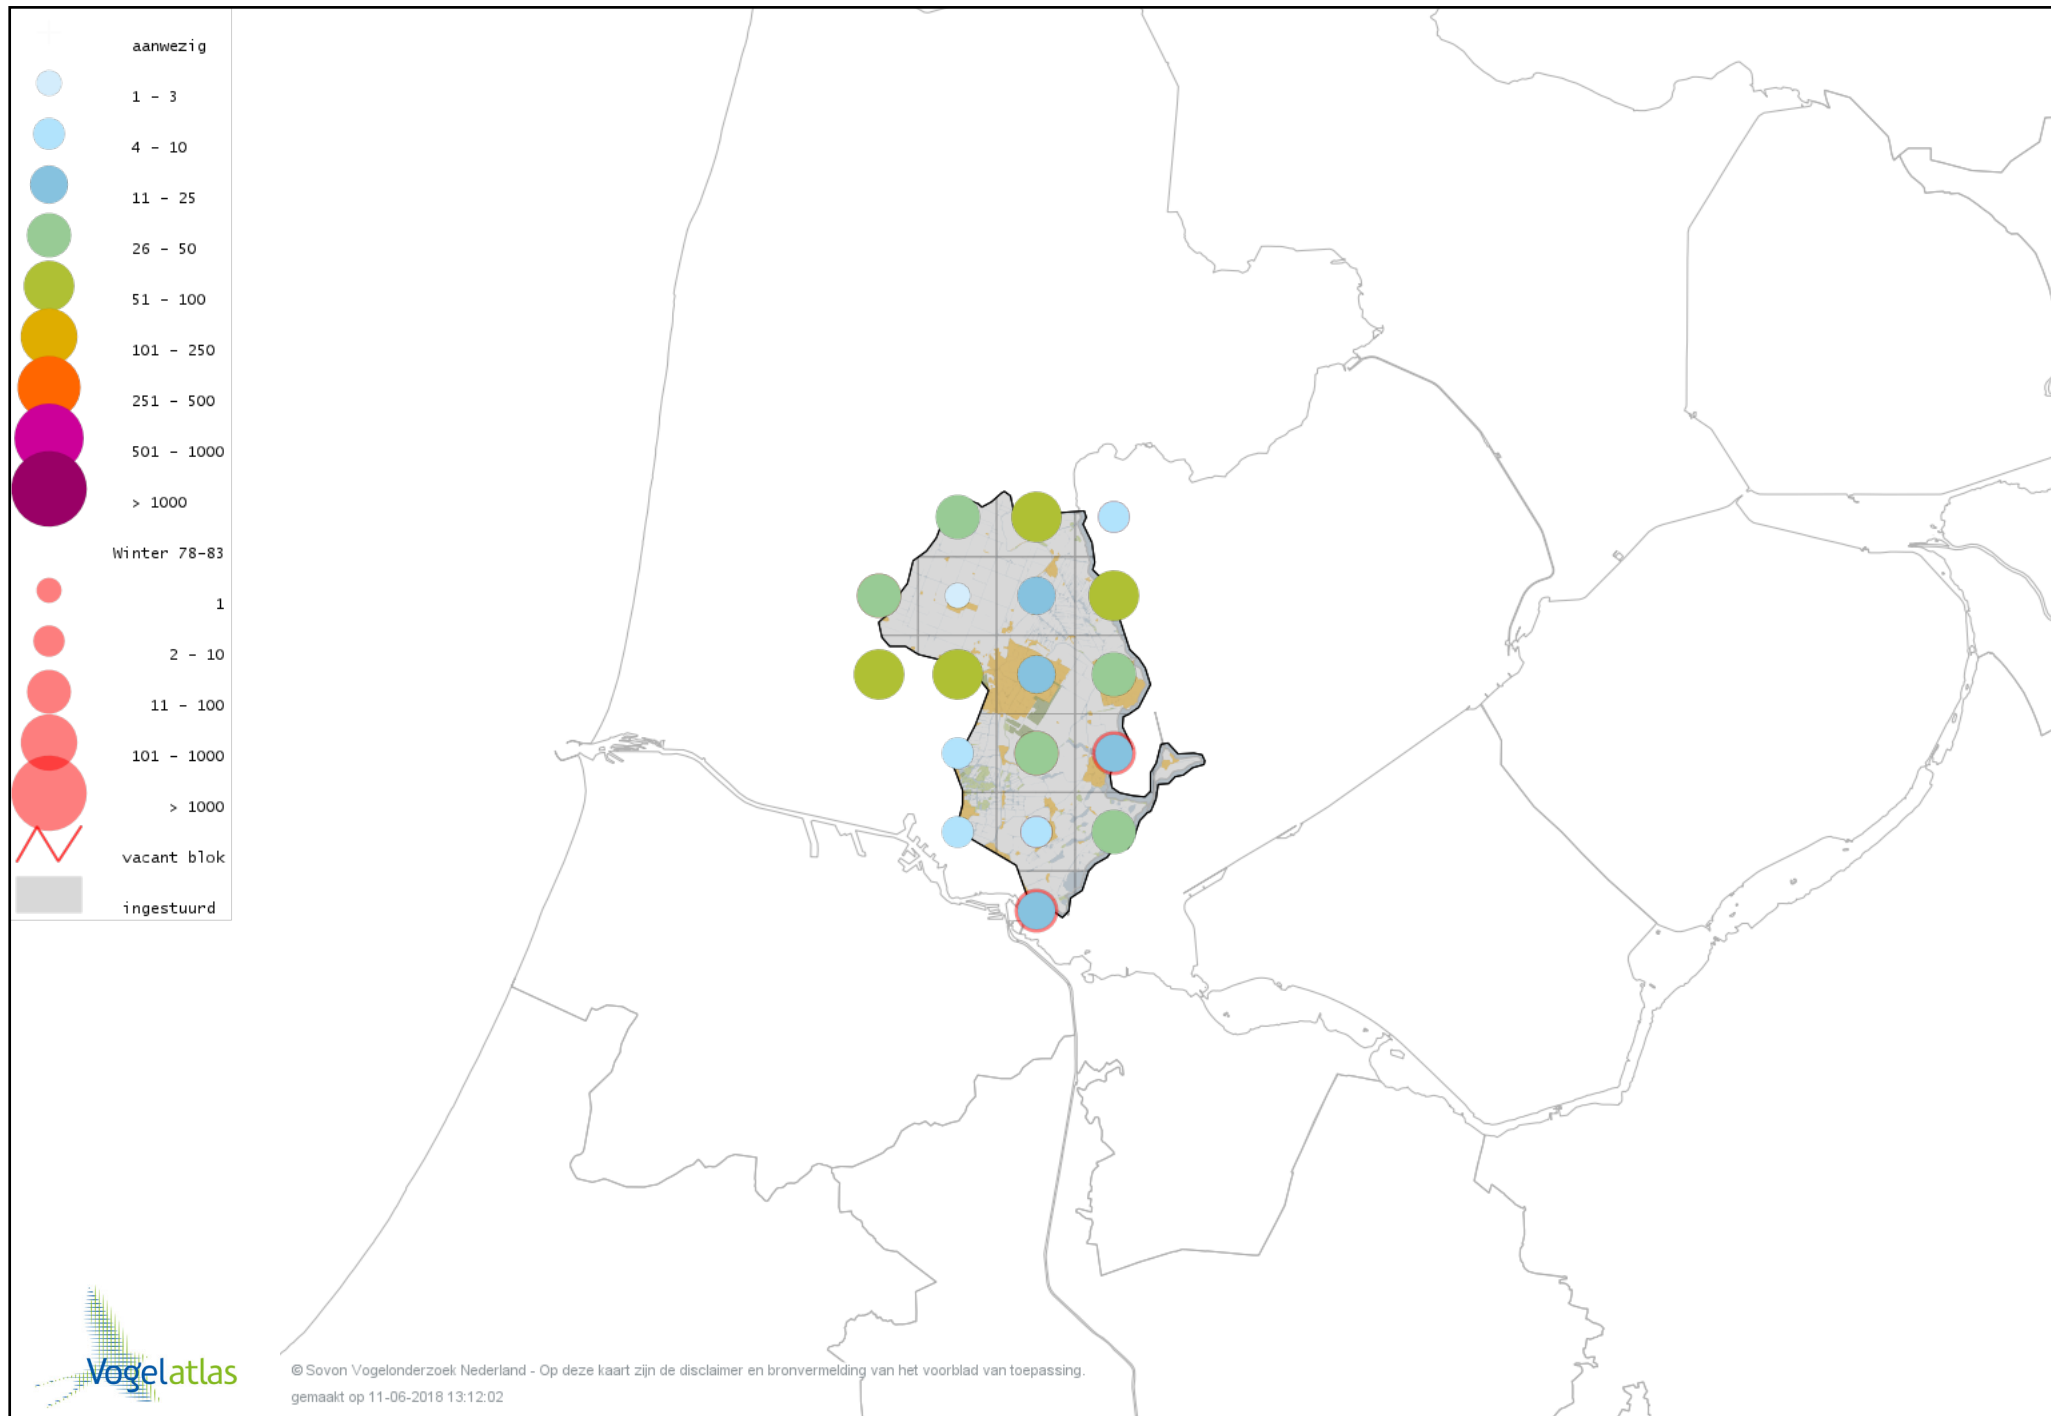 aanwezig
1 - 3
4 - 10
11 - 25
26 - 50
51 - 100
101 - 250
251 - 500
501 - 1000
> 1000
Winter 78-83
1
2 - 10
11 - 100
101 - 1000
> 1000
vacant blok
ingestuurd
Vogelatlas
© Sovon Vogelonderzoek Nederland - Op deze kaart zijn de disclaimer en bronvermelding van het voorblad van toepassing.
gemaakt op 11-06-2018 13:12:02